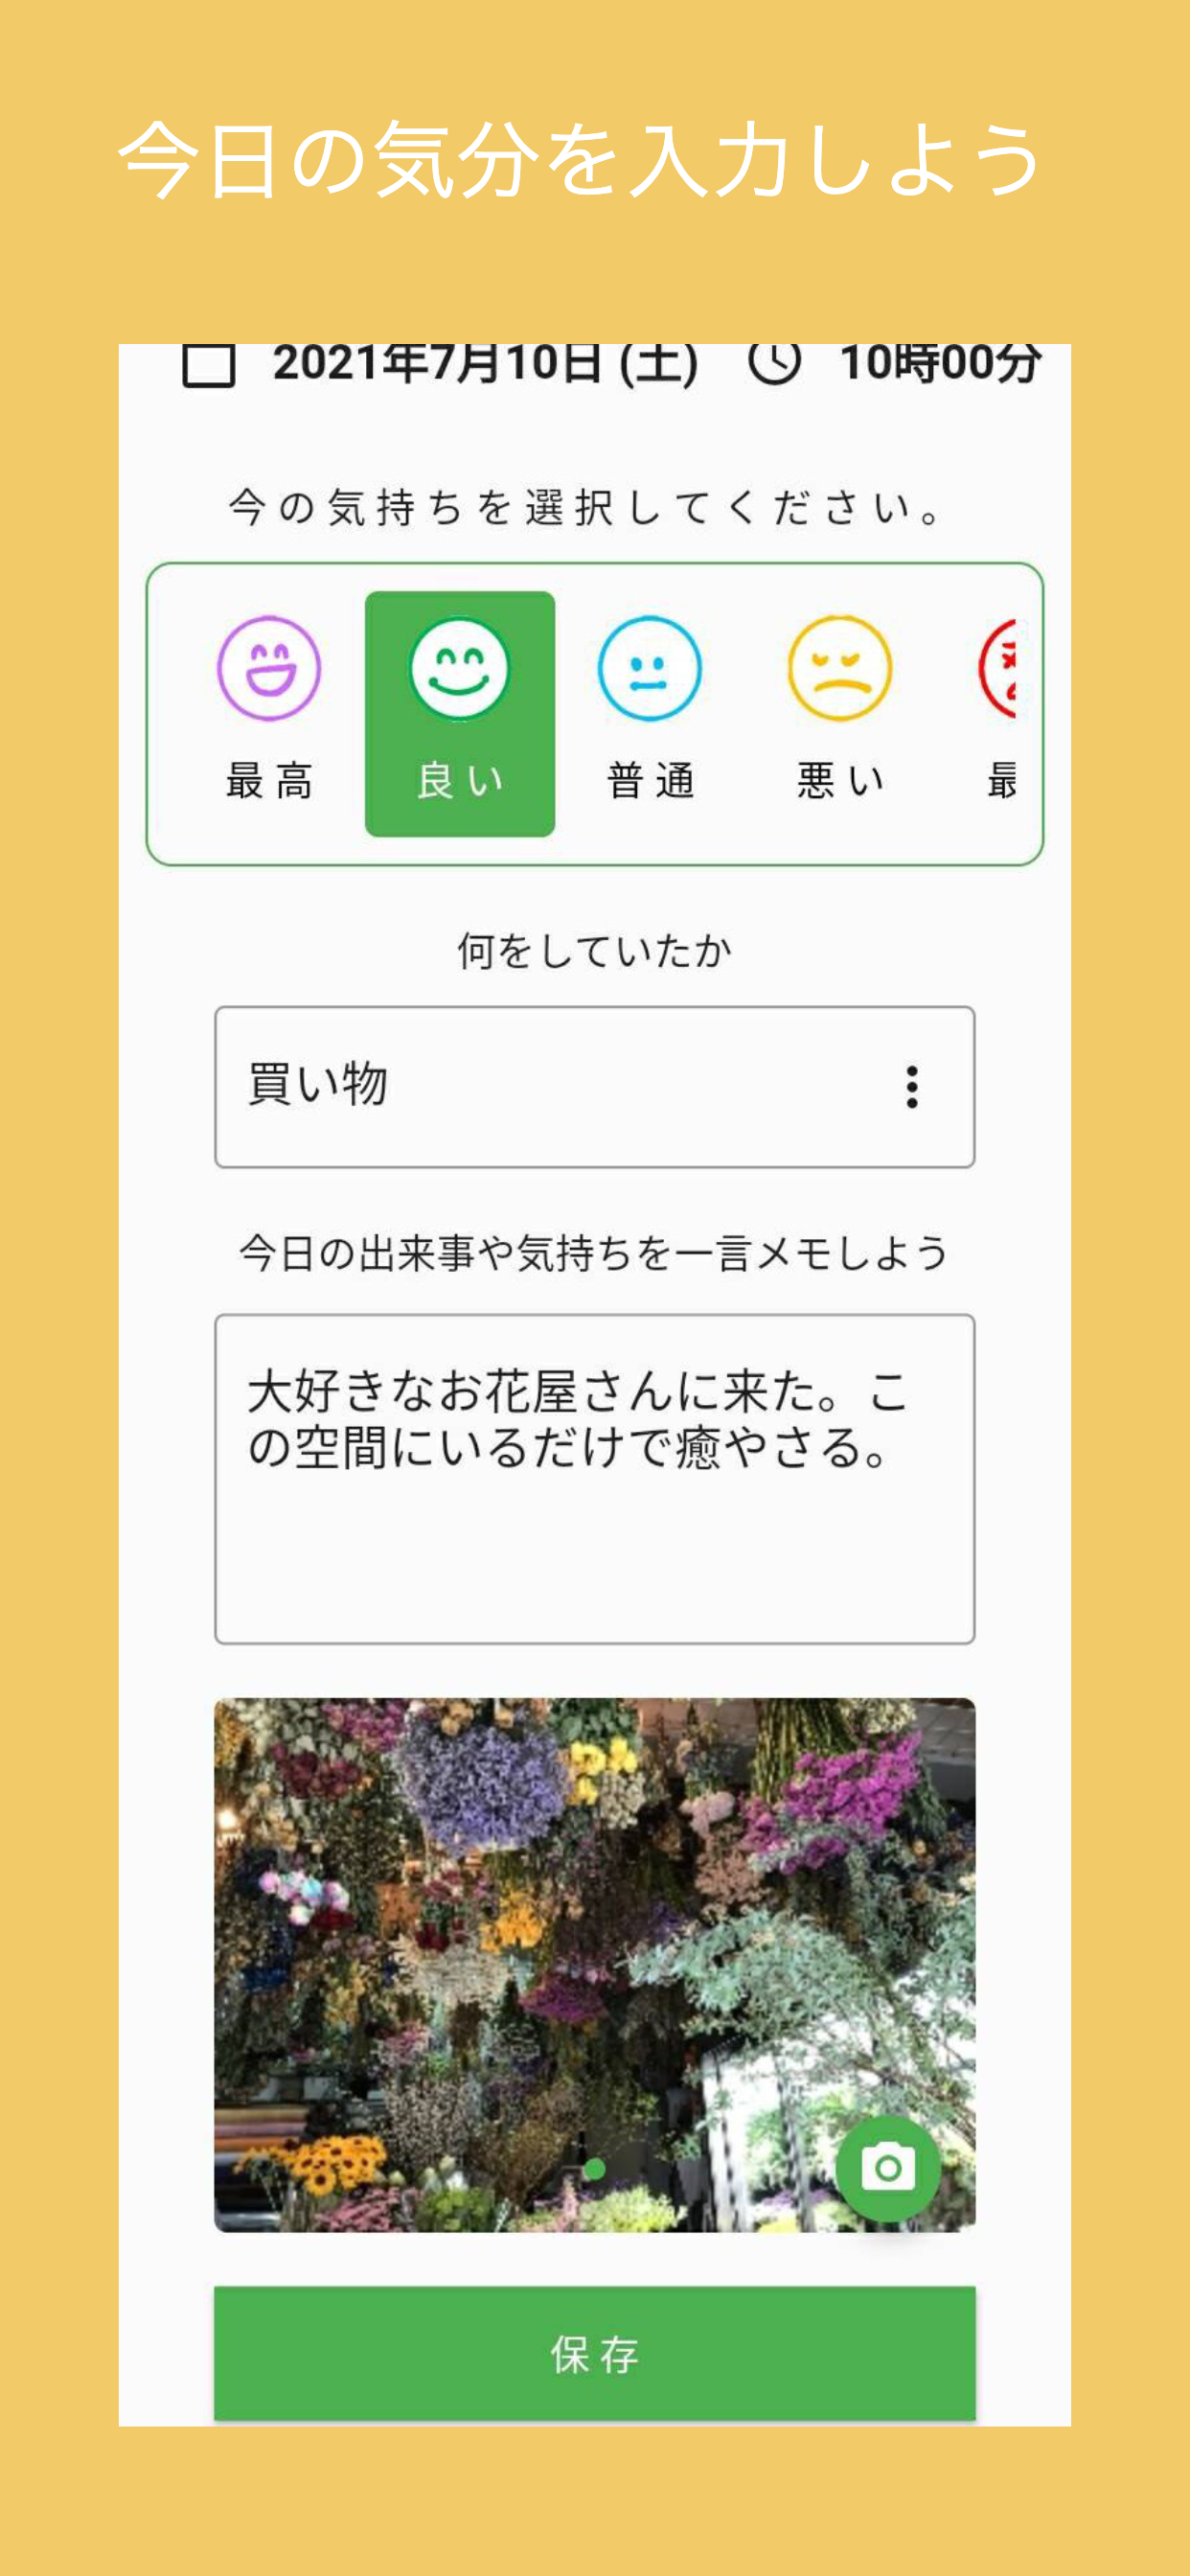 今日の気分を入力しよう
2021年7月10日 (土) 10時00分
今の気持ちを選択してください。
最高 良い 普通 悪い 最
何をしていたか
買い物
今日の出来事や気持ちを一言メモしよう
大好きなお花屋さんに来た。こ
の空間にいるだけで癒やさる。
保存